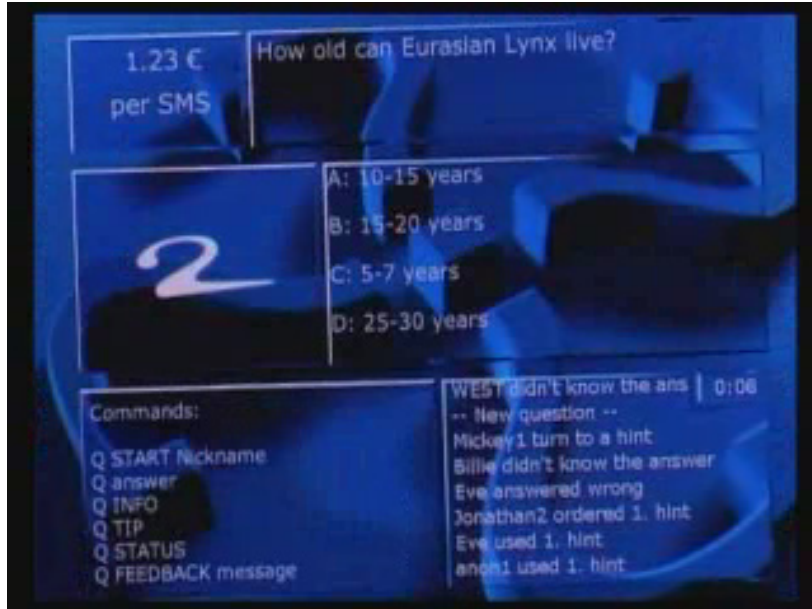 1.23 €
per SMS
How old can Eurasian Lynx live?
2
A: 10-15 years
B: 15-20 years
C: 5-7 years
D: 25-30 years
Commands:
Q START Nickname
Q answer
Q INFO
Q TIP
Q STATUS
Q FEEDBACK message
WEST didn't know the ans
0:06
-- New question --
Mickey1 turn to a hint
Billie didn't know the answer
Eve answered wrong
Jonathan2 ordered 1. hint
Eve used 1. hint
anon1 used 1. hint